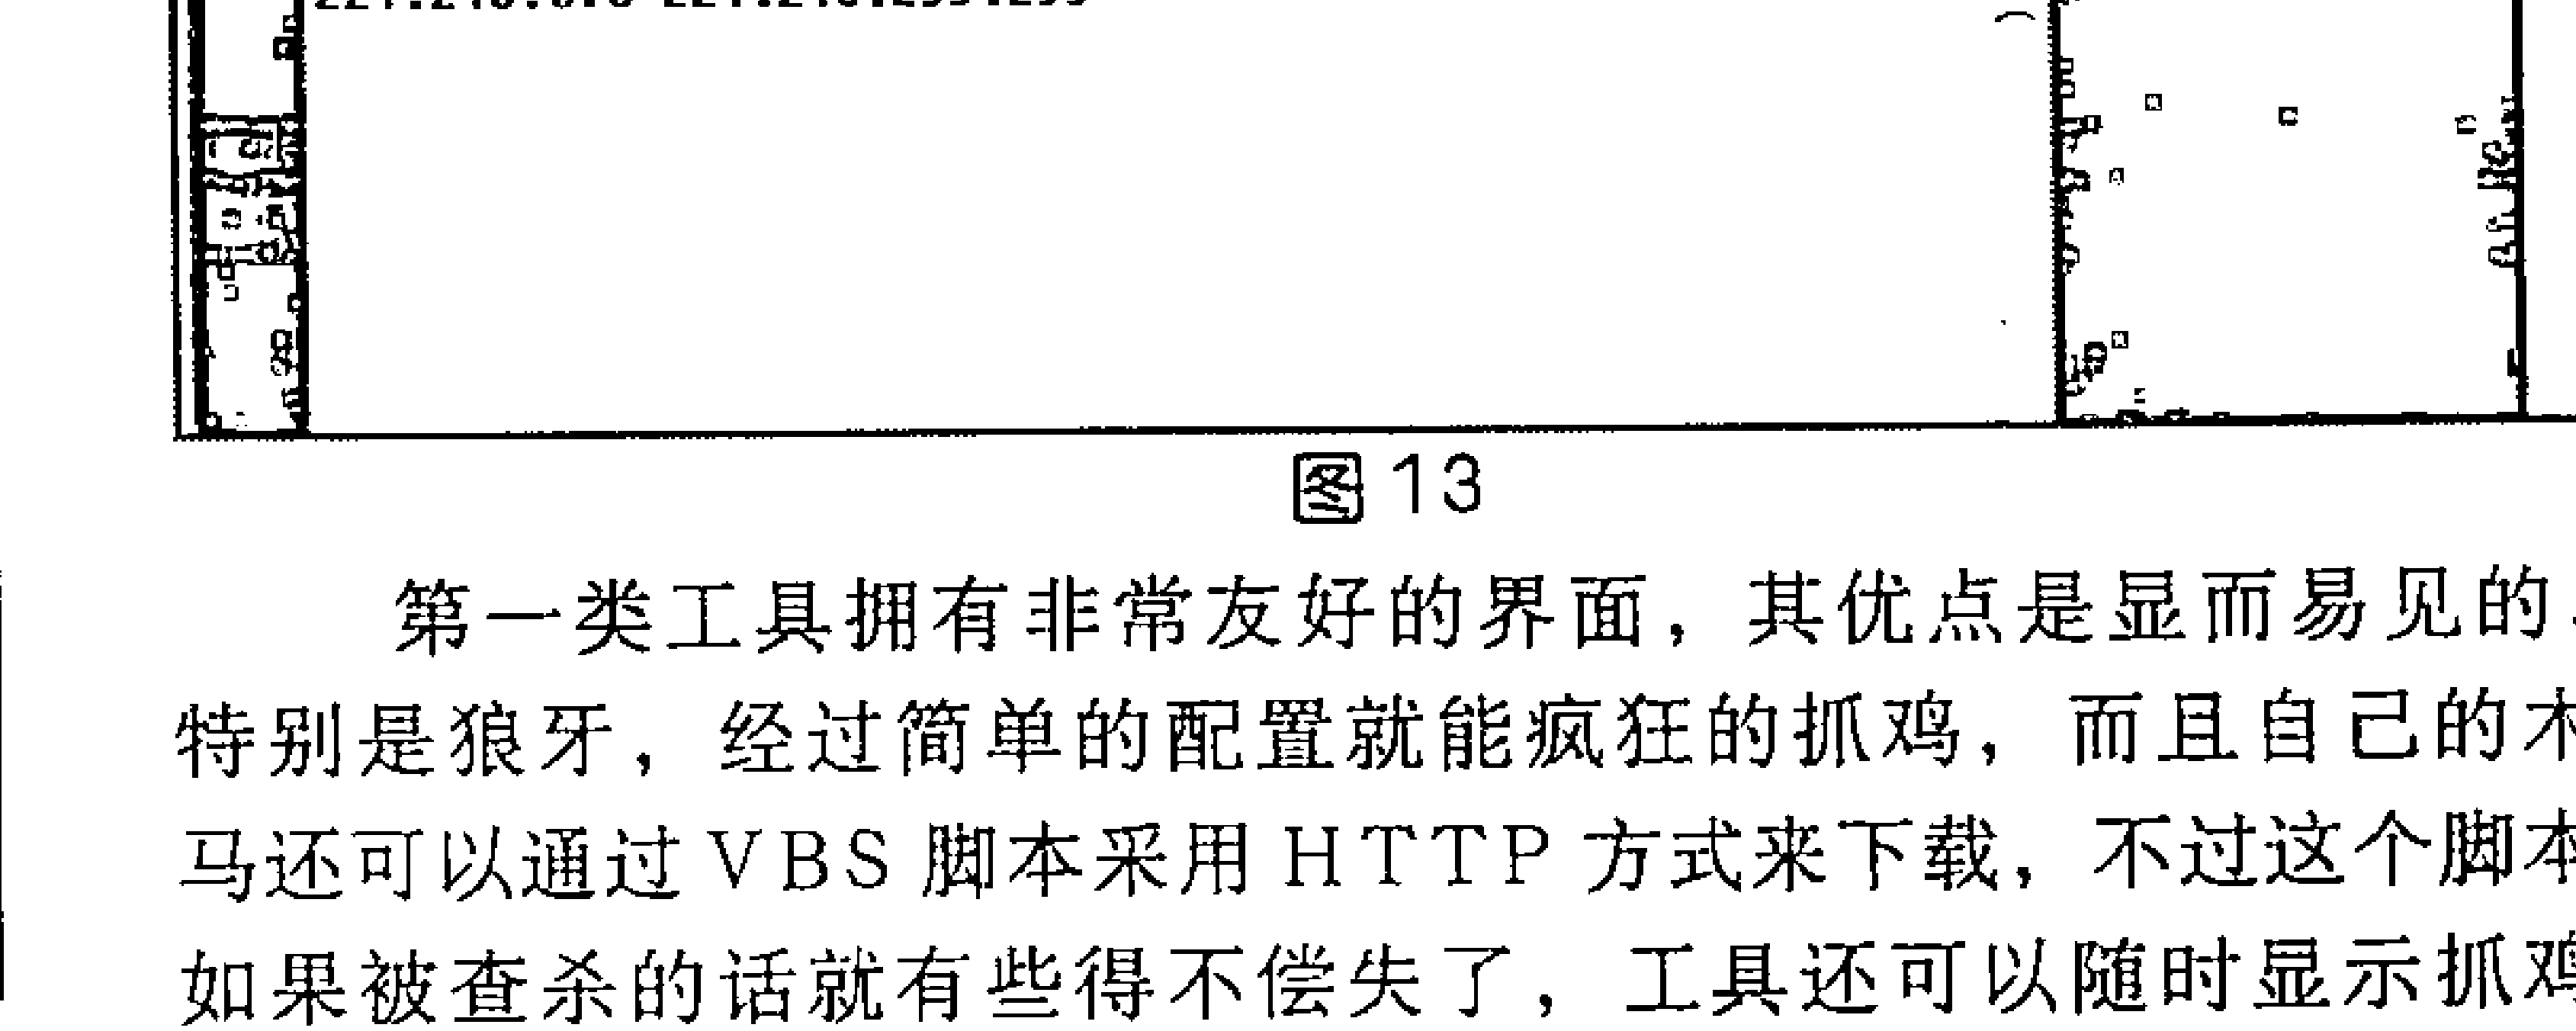 图13
第一类工具拥有非常友好的界面，其优点是显而易见的
特别是狼牙，经过简单的配置就能疯狂的抓鸡，而且自己的木
马还可以通过VBS脚本采用HTTP方式来下载，不过这个脚本
如果被查杀的话就有些得不偿失了，工具还可以随时显示抓鸡